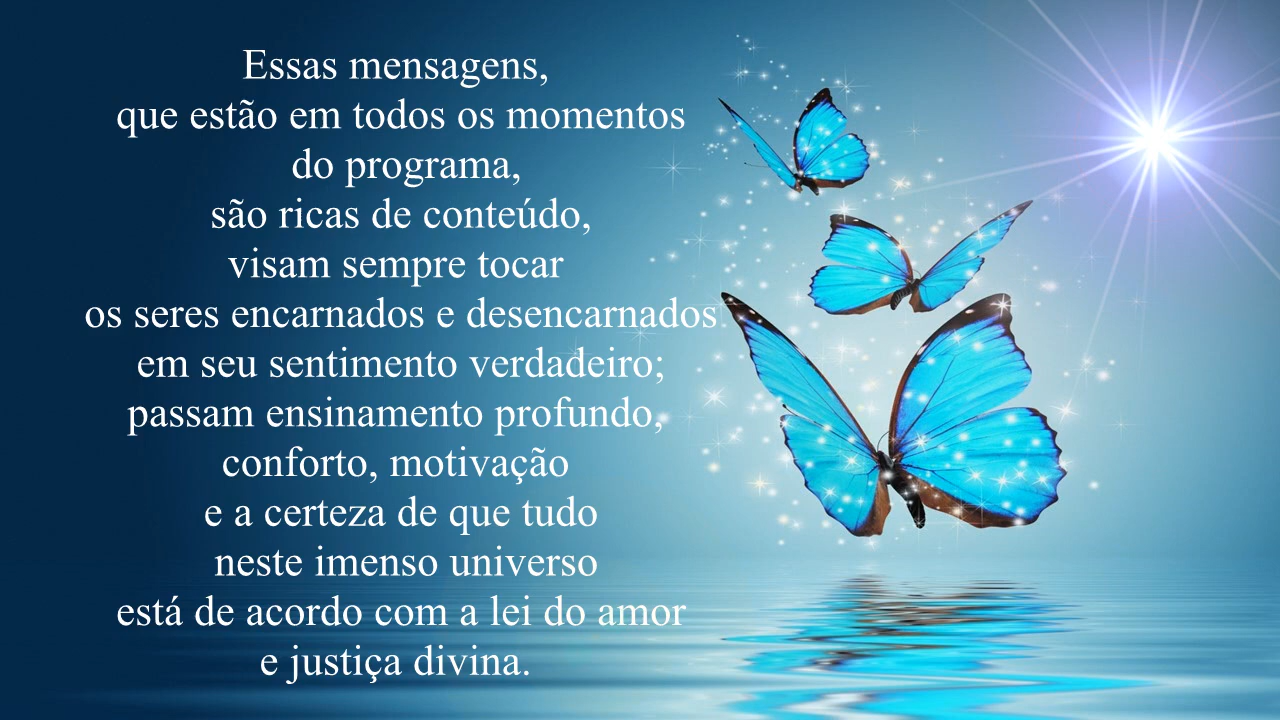 Essas mensagens,
que estão em todos os momentos
do programa,
são ricas de conteúdo,
visam sempre tocar
os seres encarnados e desencarnados
em seu sentimento verdadeiro;
passam ensinamento profundo,
conforto, motivação
e a certeza de que tudo
neste imenso universo
está de acordo com a lei do amor
e justiça divina.